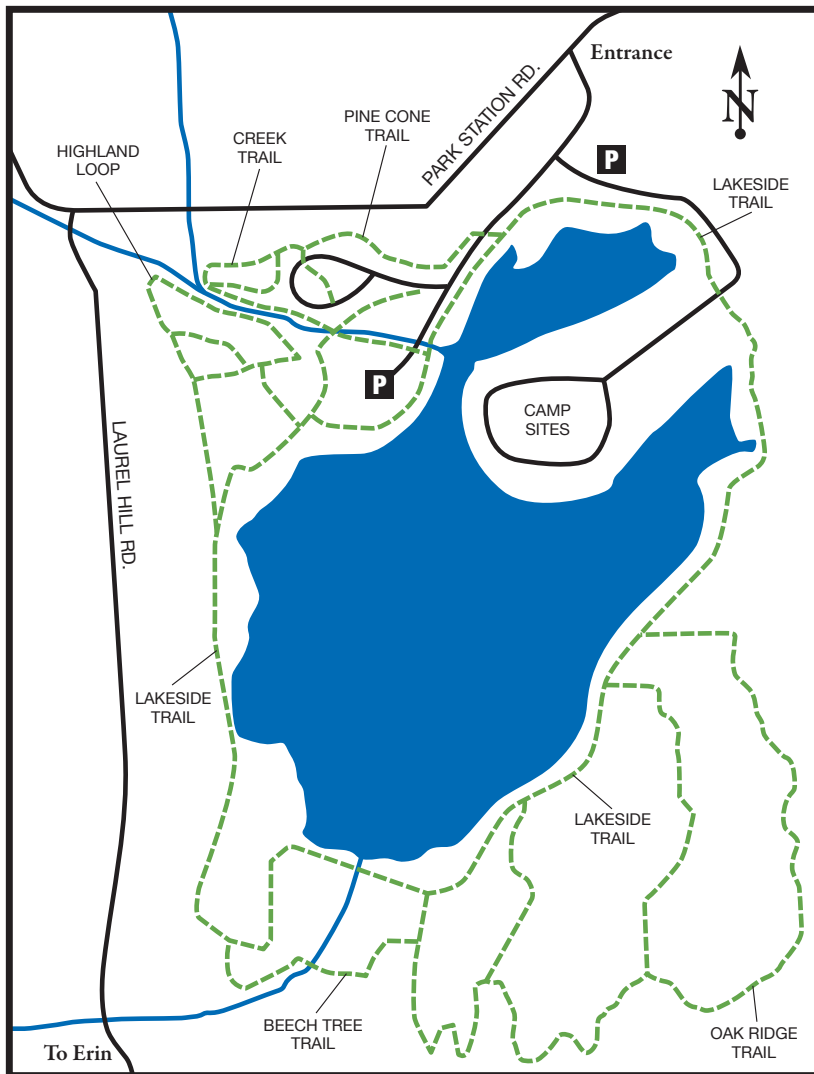 Entrance
N
PARK STATION RD.
PINE CONE
TRAIL
CREEK
TRAIL
HIGHLAND
LOOP
P
LAKESIDE
TRAIL
P
CAMP
SITES
LAUREL HILL RD.
LAKESIDE
TRAIL
LAKESIDE
TRAIL
BEECH TREE
TRAIL
OAK RIDGE
TRAIL
To Erin